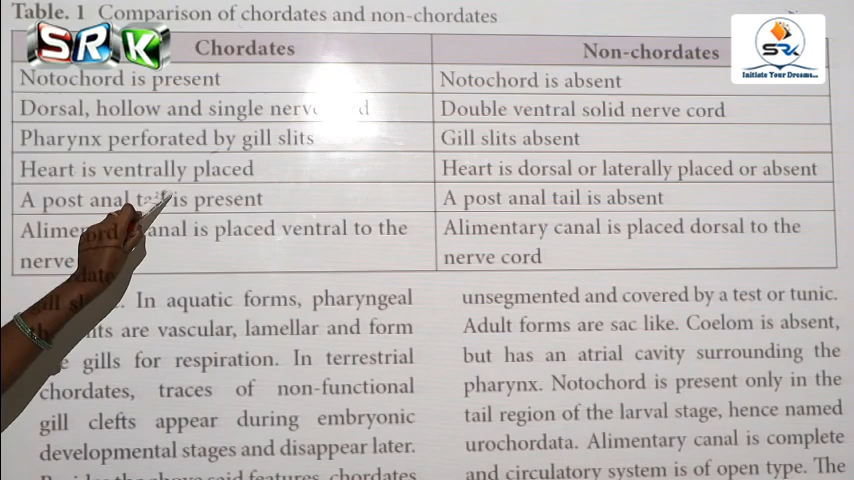 Table. 1 Comparison of chordates and non-chordates
SRK
SRK
Initiate Your Dreams...
Chordates
Non-chordates
Notochord is present
Notochord is absent
Dorsal, hollow and single
Double ventral solid nerve cord
Pharynx perforated by gill slits
Gill slits absent
Heart is ventrally placed
Heart is dorsal or laterally placed or absent
A post anal tail is present
A post anal tail is absent
is placed ventral to the
nerve
Alimentary canal is placed dorsal to the
nerve cord
In aquatic forms, pharyngeal
are vascular, lamellar and form
gills for respiration. In terrestrial
chordates, traces of non-functional
gill clefts appear during embryonic
developmental stages and disappear later.
chordates
unsegmented and covered by a test or tunic.
Adult forms are sac like. Coelom is absent,
but has an atrial cavity surrounding the
pharynx. Notochord is present only in the
tail region of the larval stage, hence named
urochordata. Alimentary canal is complete
and circulatory system is of open type. The